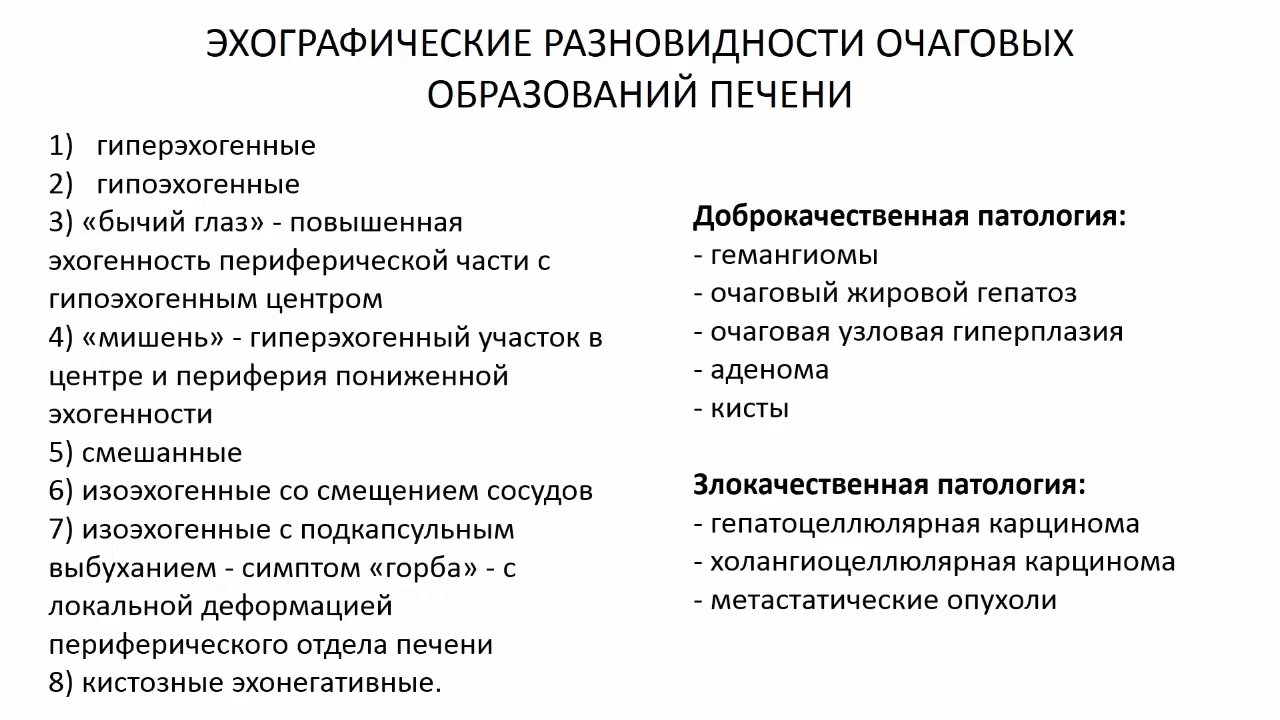 ЭХОГРАФИЧЕСКИЕ РАЗНОВИДНОСТИ ОЧАГОВЫХ
ОБРАЗОВАНИЙ ПЕЧЕНИ
1) гиперэхогенные
2) гипоэхогенные
3) «бычий глаз» - повышенная
эхогенность периферической части с
гипоэхогенным центром
4) «мишень» - гиперэхогенный участок в
центре и периферия пониженной
эхогенности
5) смешанные
6) изоэхогенные со смещением сосудов
7) изоэхогенные с подкапсульным
выбуханием - симптом «горба» - с
локальной деформацией
периферического отдела печени
8) кистозные эхонегативные.
Доброкачественная патология:
- гемангиомы
- очаговый жировой гепатоз
- очаговая узловая гиперплазия
- аденома
- кисты
Злокачественная патология:
- гепатоцеллюлярная карцинома
- холангиоцеллюлярная карцинома
- метастатические опухоли